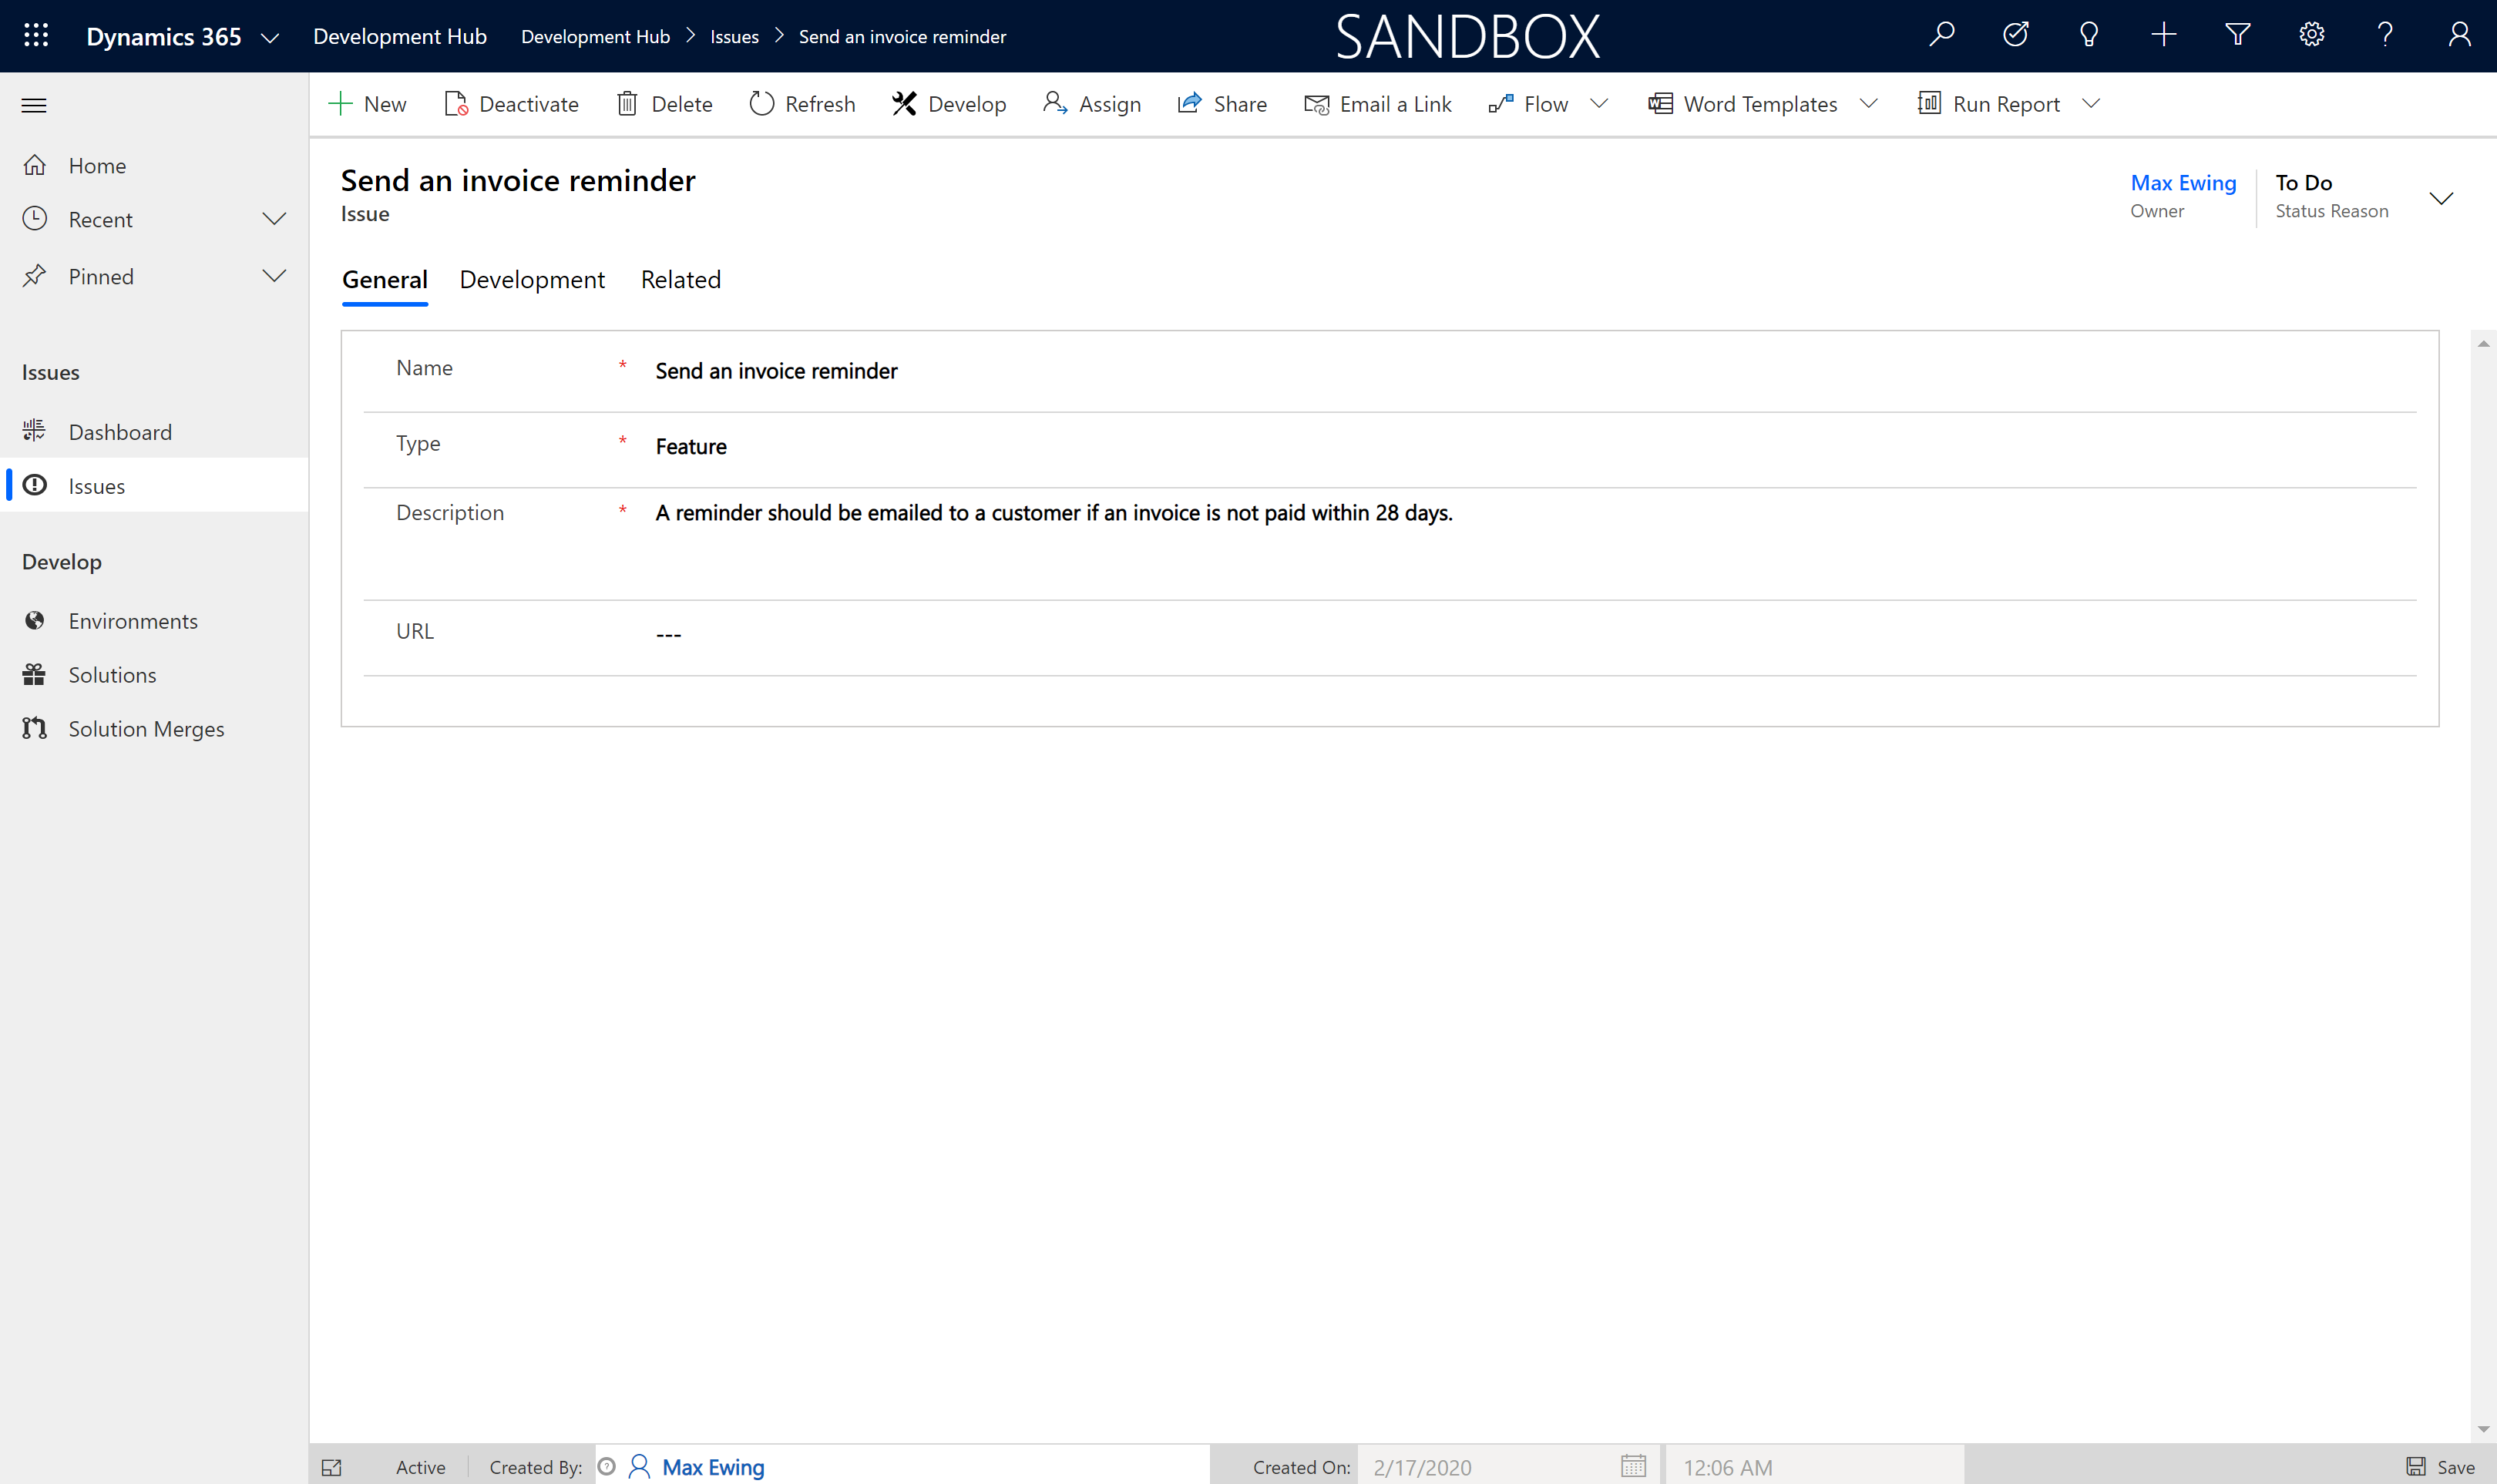 Dynamics 365 Development Hub Development Hub > Issues > Send an invoice reminder SANDBOX
New Deactivate Delete Refresh Develop Assign Share Email a Link Flow Word Templates Run Report
Home
Recent
Pinned
Issues
Dashboard
Issues
Develop
Environments
Solutions
Solution Merges
Send an invoice reminder
Issue
Max Ewing
Owner
To Do
Status Reason
General Development Related
Name * Send an invoice reminder
Type * Feature
Description * A reminder should be emailed to a customer if an invoice is not paid within 28 days.
URL ---
Active Created By: Max Ewing Created On: 2/17/2020 12:06 AM Save